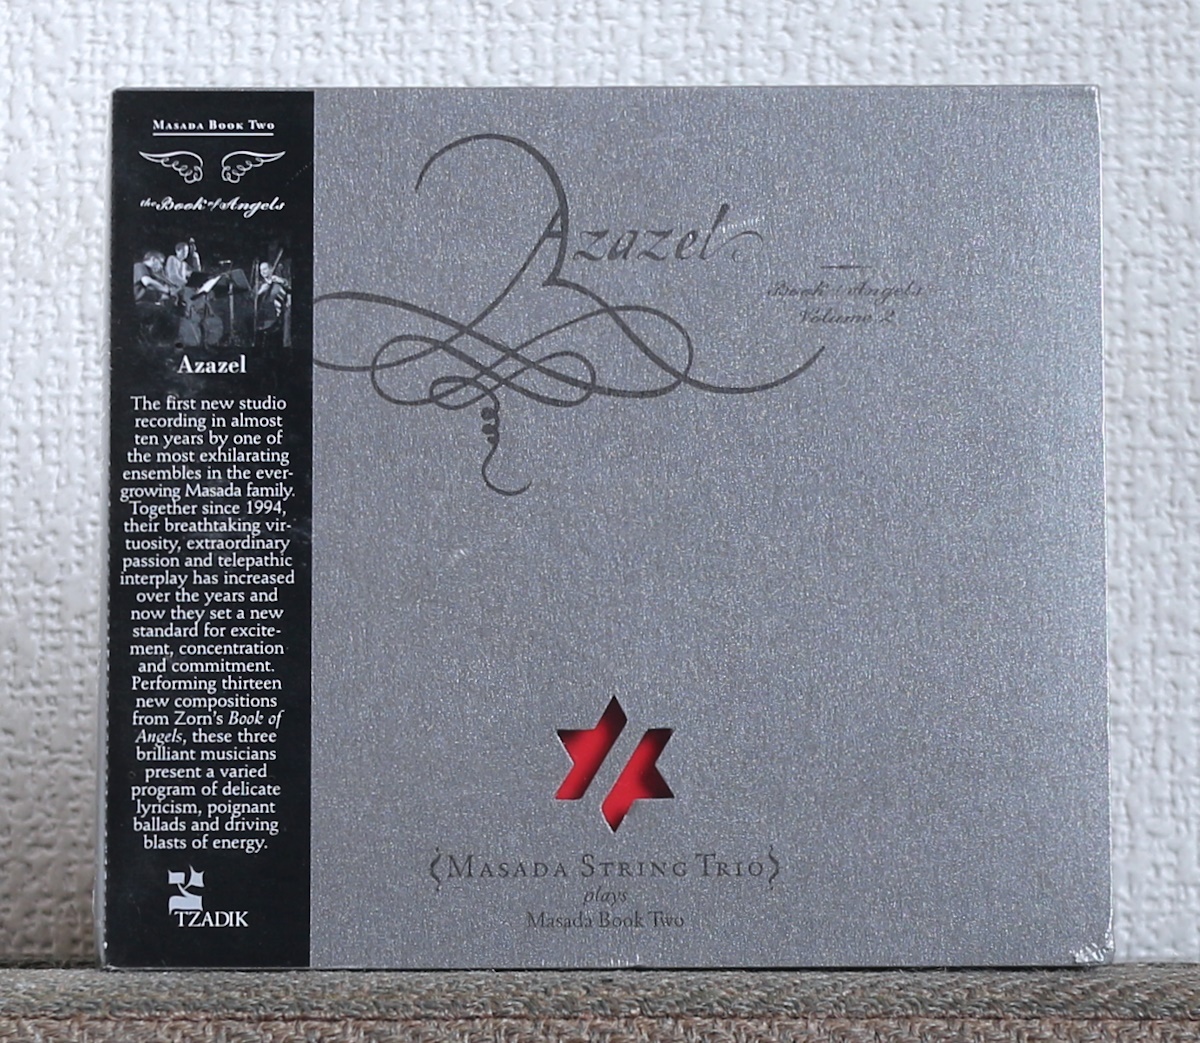 MASADA BOOK TWO
the Book of Angels
Azazel
The first new studio
recording in almost
ten years by one of
the most exhilarating
ensembles in the ever-
growing Masada family.
Together since 1994,
their breathtaking vir-
tuosity, extraordinary
passion and telepathic
interplay has increased
over the years and
now they set a new
standard for excite-
ment, concentration
and commitment.
Performing thirteen
new compositions
from Zorn's Book of
Angels, these three
brilliant musicians
present a varied
program of delicate
lyricism, poignant
ballads and driving
blasts of energy.
TZADIK
Azazel
Book of Angels
Volume 2
{MASADA STRING TRIO}
plays
Masada Book Two